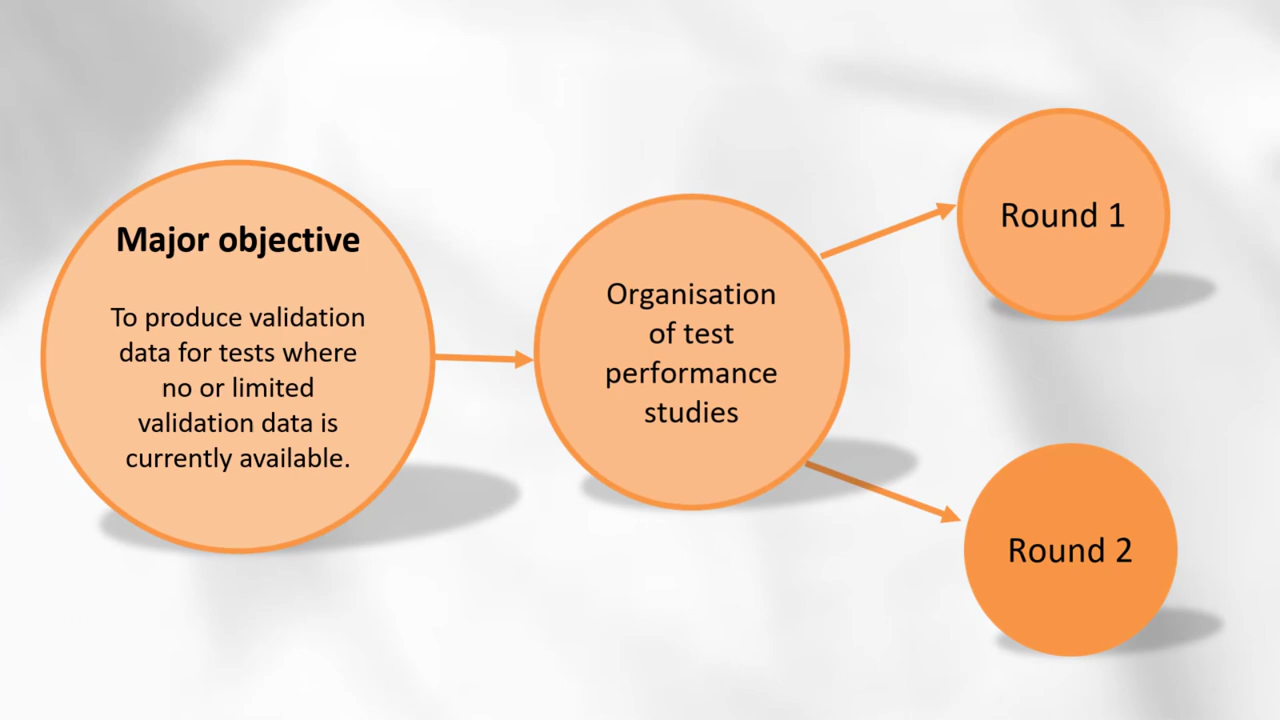 Major objective
To produce validation
data for tests where
no or limited
validation data is
currently available.
Organisation
of test
performance
studies
Round 1
Round 2